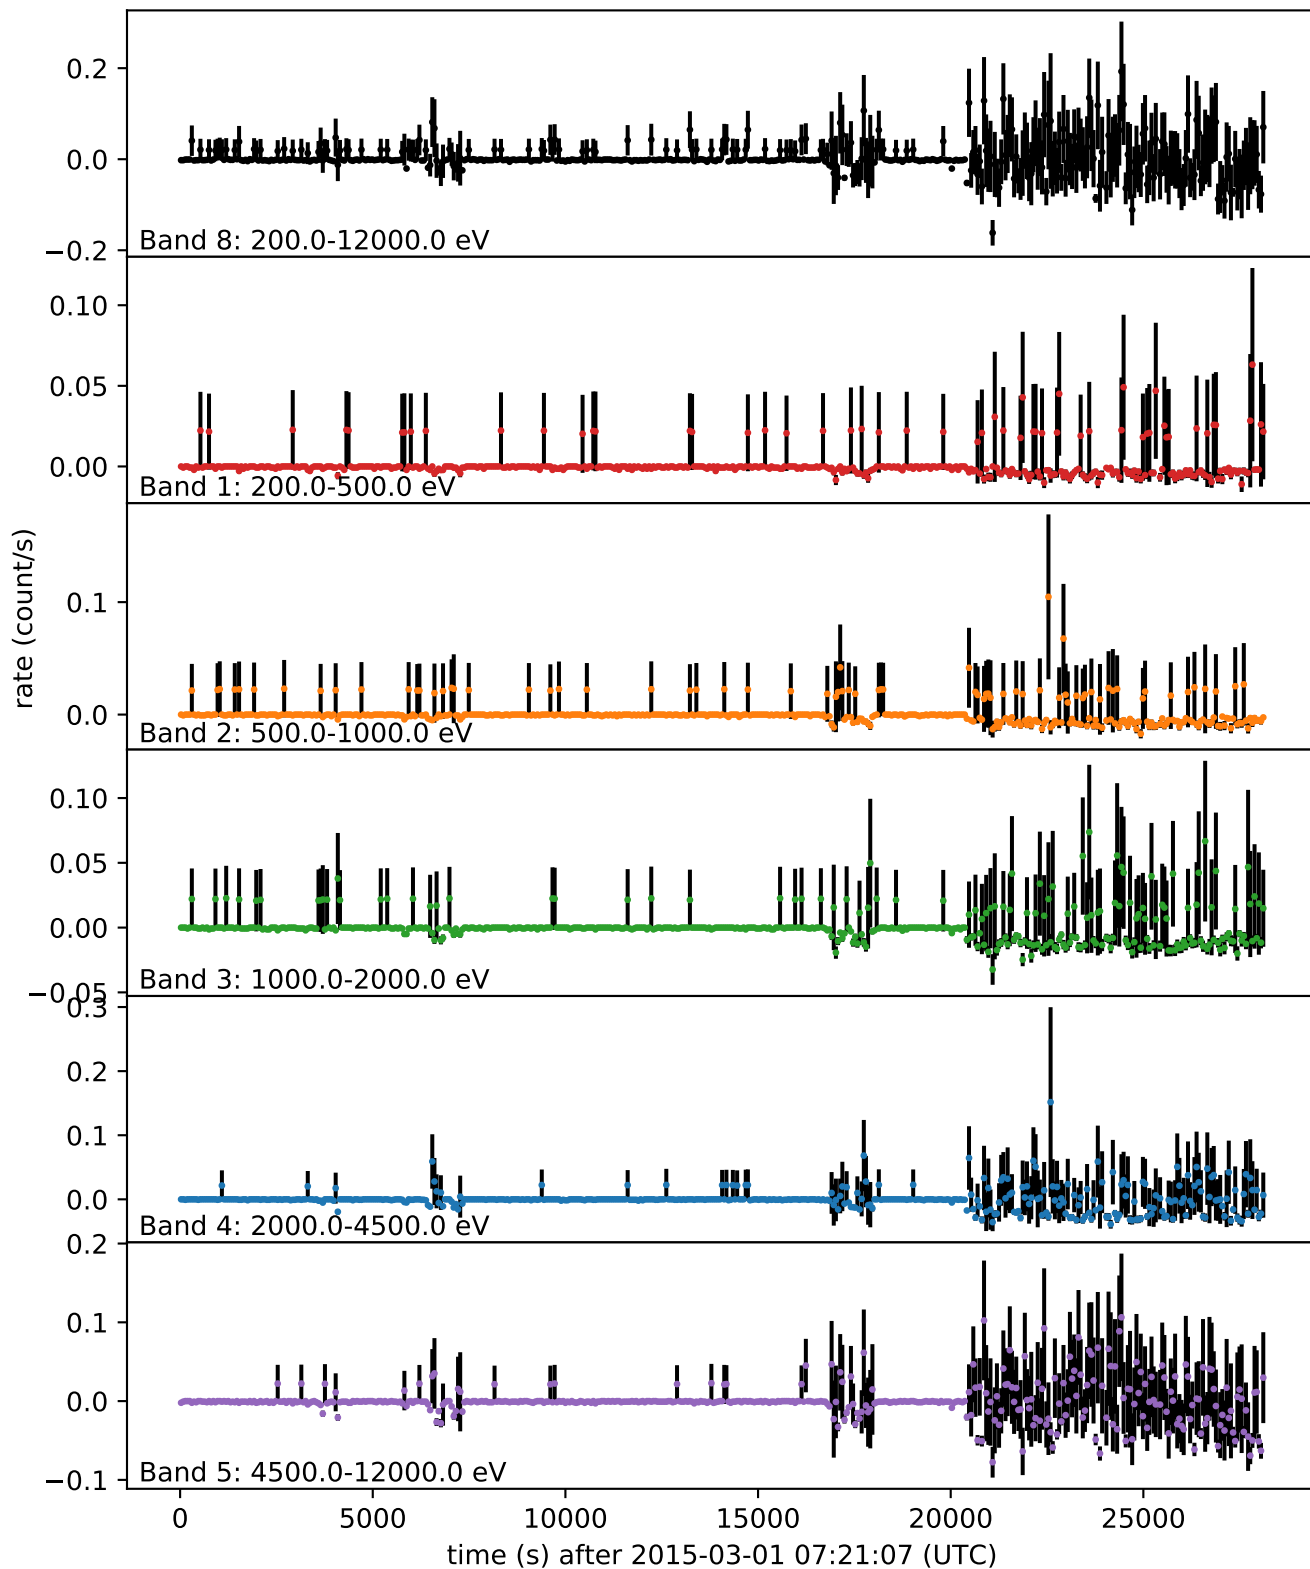 0.2
0.0
−0.2
Band 8: 200.0-12000.0 eV
0.10
0.05
0.00
Band 1: 200.0-500.0 eV
0.1
0.0
Band 2: 500.0-1000.0 eV
0.10
0.05
0.00
−0.05
Band 3: 1000.0-2000.0 eV
0.3
0.2
0.1
0.0
Band 4: 2000.0-4500.0 eV
0.2
0.1
0.0
−0.1
Band 5: 4500.0-12000.0 eV
rate (count/s)
0 5000 10000 15000 20000 25000
time (s) after 2015-03-01 07:21:07 (UTC)